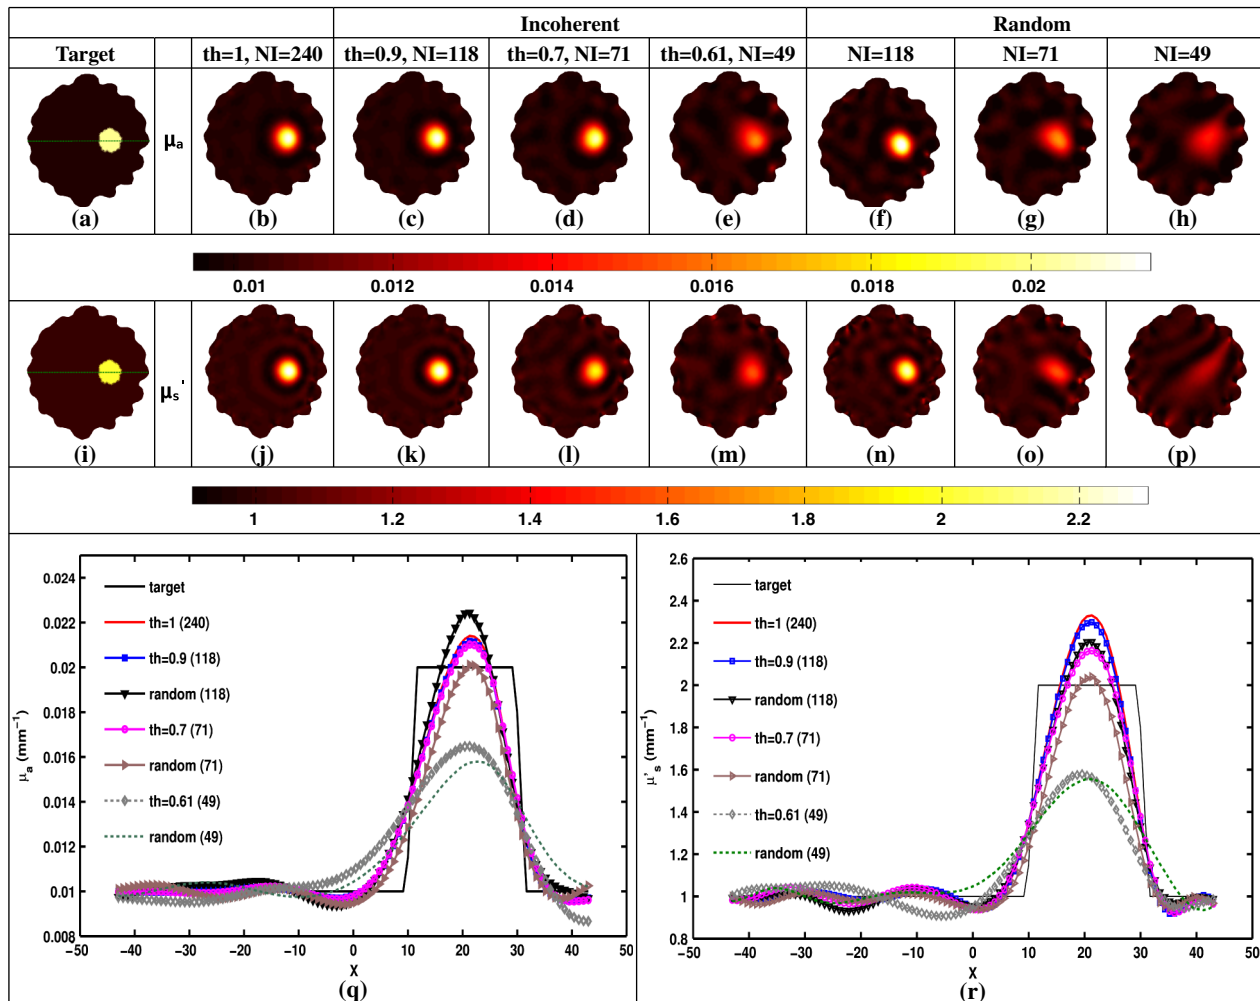 Incoherent Random
Target th=1, NI=240 th=0.9, NI=118 th=0.7, NI=71 th=0.61, NI=49 NI=118 NI=71 NI=49
μa
(a) (b) (c) (d) (e) (f) (g) (h)
0.01 0.012 0.014 0.016 0.018 0.02
μs'
(i) (j) (k) (l) (m) (n) (o) (p)
1 1.2 1.4 1.6 1.8 2 2.2
0.024
0.022
0.02
0.018
0.016
0.014
0.012
0.01
0.008
μa (mm⁻¹)
target
th=1 (240)
th=0.9 (118)
random (118)
th=0.7 (71)
random (71)
th=0.61 (49)
random (49)
−50 −40 −30 −20 −10 0 10 20 30 40 50
X
(q)
2.6
2.4
2.2
2
1.8
1.6
1.4
1.2
1
0.8
μ's (mm⁻¹)
target
th=1 (240)
th=0.9 (118)
random (118)
th=0.7 (71)
random (71)
th=0.61 (49)
random (49)
−50 −40 −30 −20 −10 0 10 20 30 40 50
X
(r)